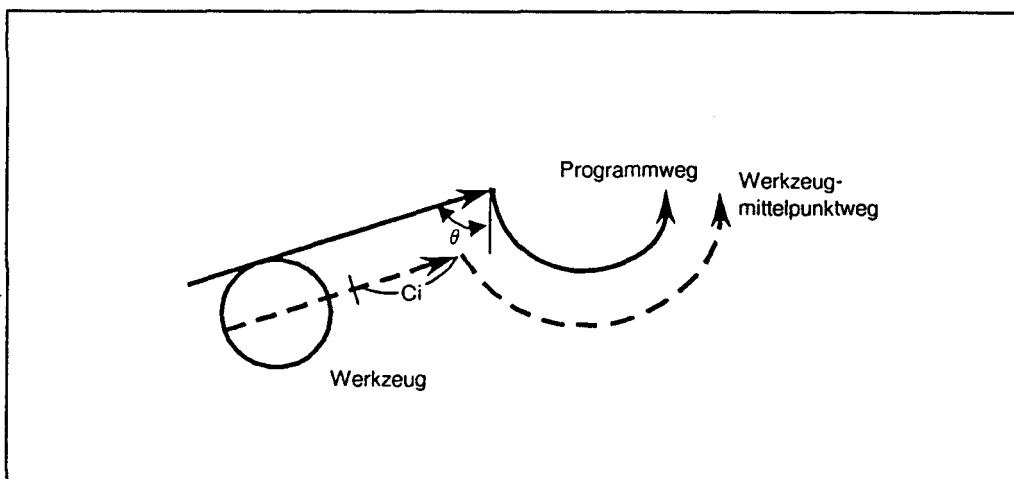 Programmweg
Werkzeug-
mittelpunktweg
θ
Ci
Werkzeug